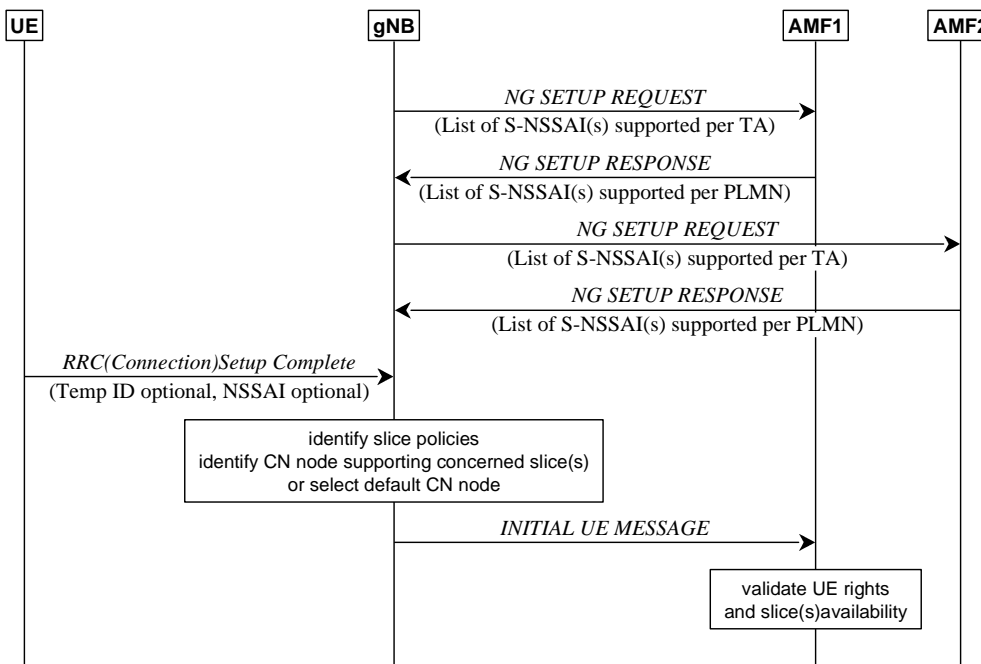 UE
gNB
AMF1
AMF2
NG SETUP REQUEST
(List of S-NSSAI(s) supported per TA)
NG SETUP RESPONSE
(List of S-NSSAI(s) supported per PLMN)
NG SETUP REQUEST
(List of S-NSSAI(s) supported per TA)
NG SETUP RESPONSE
(List of S-NSSAI(s) supported per PLMN)
RRC(Connection)Setup Complete
(Temp ID optional, NSSAI optional)
identify slice policies
identify CN node supporting concerned slice(s)
or select default CN node
INITIAL UE MESSAGE
validate UE rights
and slice(s)availability